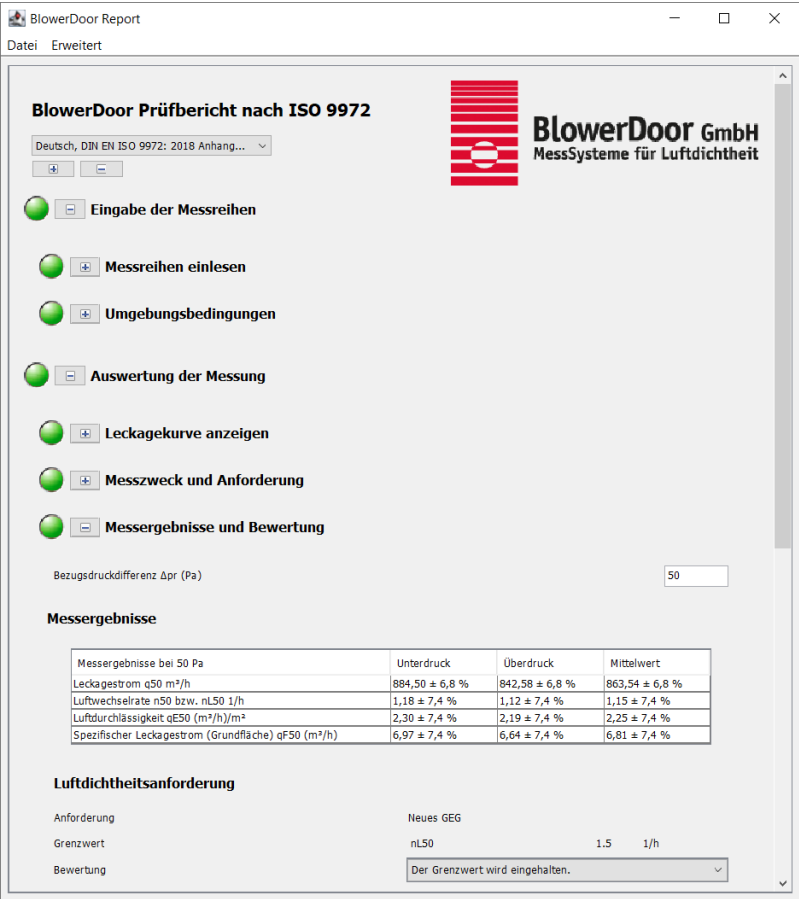 BlowerDoor Report
Datei Erweitert
BlowerDoor Prüfbericht nach ISO 9972
BlowerDoor GmbH
MessSysteme für Luftdichtheit
Deutsch, DIN EN ISO 9972: 2018 Anhang...
Eingabe der Messreihen
Messreihen einlesen
Umgebungsbedingungen
Auswertung der Messung
Leckagekurve anzeigen
Messzweck und Anforderung
Messergebnisse und Bewertung
Bezugsdruckdifferenz Δpr (Pa) 50
Messergebnisse
Messergebnisse bei 50 Pa Unterdruck Überdruck Mittelwert
Leckagestrom q50 m³/h 884,50 ± 6,8 % 842,58 ± 6,8 % 863,54 ± 6,8 %
Luftwechselrate n50 bzw. nL50 1/h 1,18 ± 7,4 % 1,12 ± 7,4 % 1,15 ± 7,4 %
Luftdurchlässigkeit qE50 (m³/h)/m² 2,30 ± 7,4 % 2,19 ± 7,4 % 2,25 ± 7,4 %
Spezifischer Leckagestrom (Grundfläche) qF50 (m³/h) 6,97 ± 7,4 % 6,64 ± 7,4 % 6,81 ± 7,4 %
Luftdichtheitsanforderung
Anforderung Neues GEG
Grenzwert nL50 1.5 1/h
Bewertung Der Grenzwert wird eingehalten.